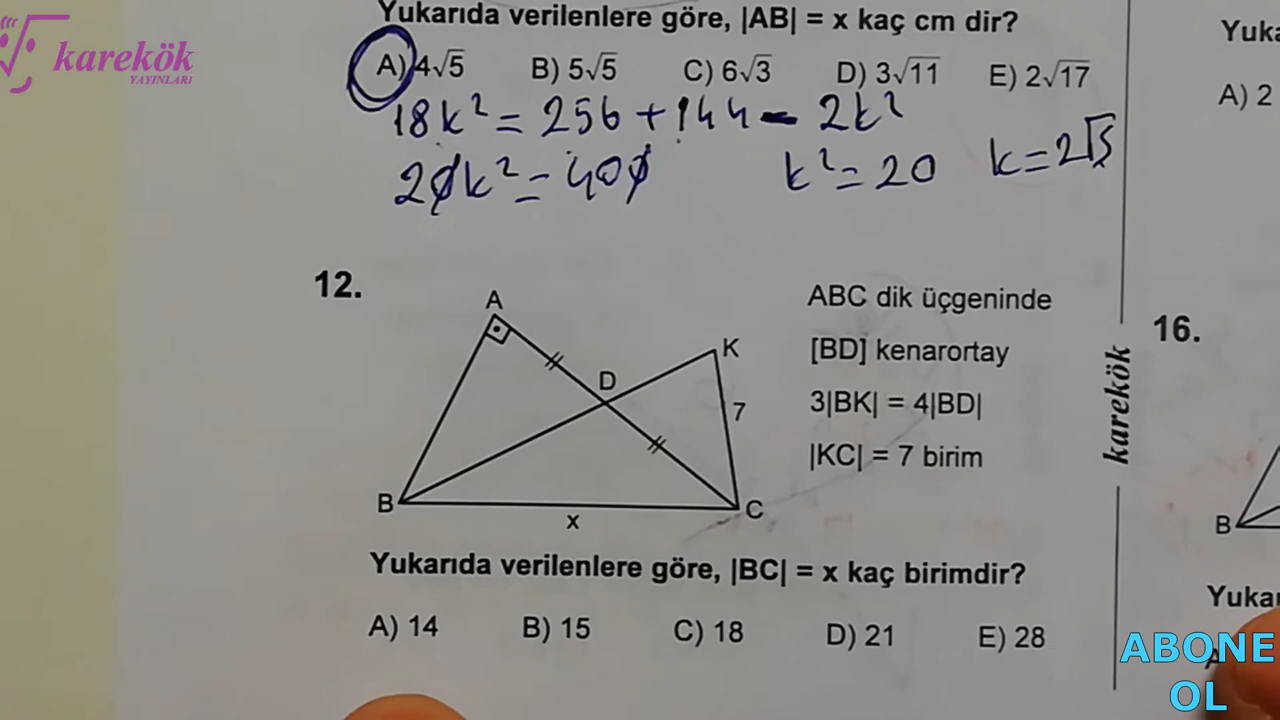 Yukarıda verilenlere göre, |AB| = x kaç cm dir?
A) 4√5 B) 5√5 C) 6√3 D) 3√11 E) 2√17
18k² = 256 + 144 - 2k²
20k² = 400 k² = 20 k = 2√5
karekök
YAYINLARI
12.
A
K
D
7
B
C
x
ABC dik üçgeninde
[BD] kenarortay
3|BK| = 4|BD|
|KC| = 7 birim
Yukarıda verilenlere göre, |BC| = x kaç birimdir?
A) 14 B) 15 C) 18 D) 21 E) 28
karekök
Yuka
A) 2
16.
B
Yuka
A
ABONE
OL